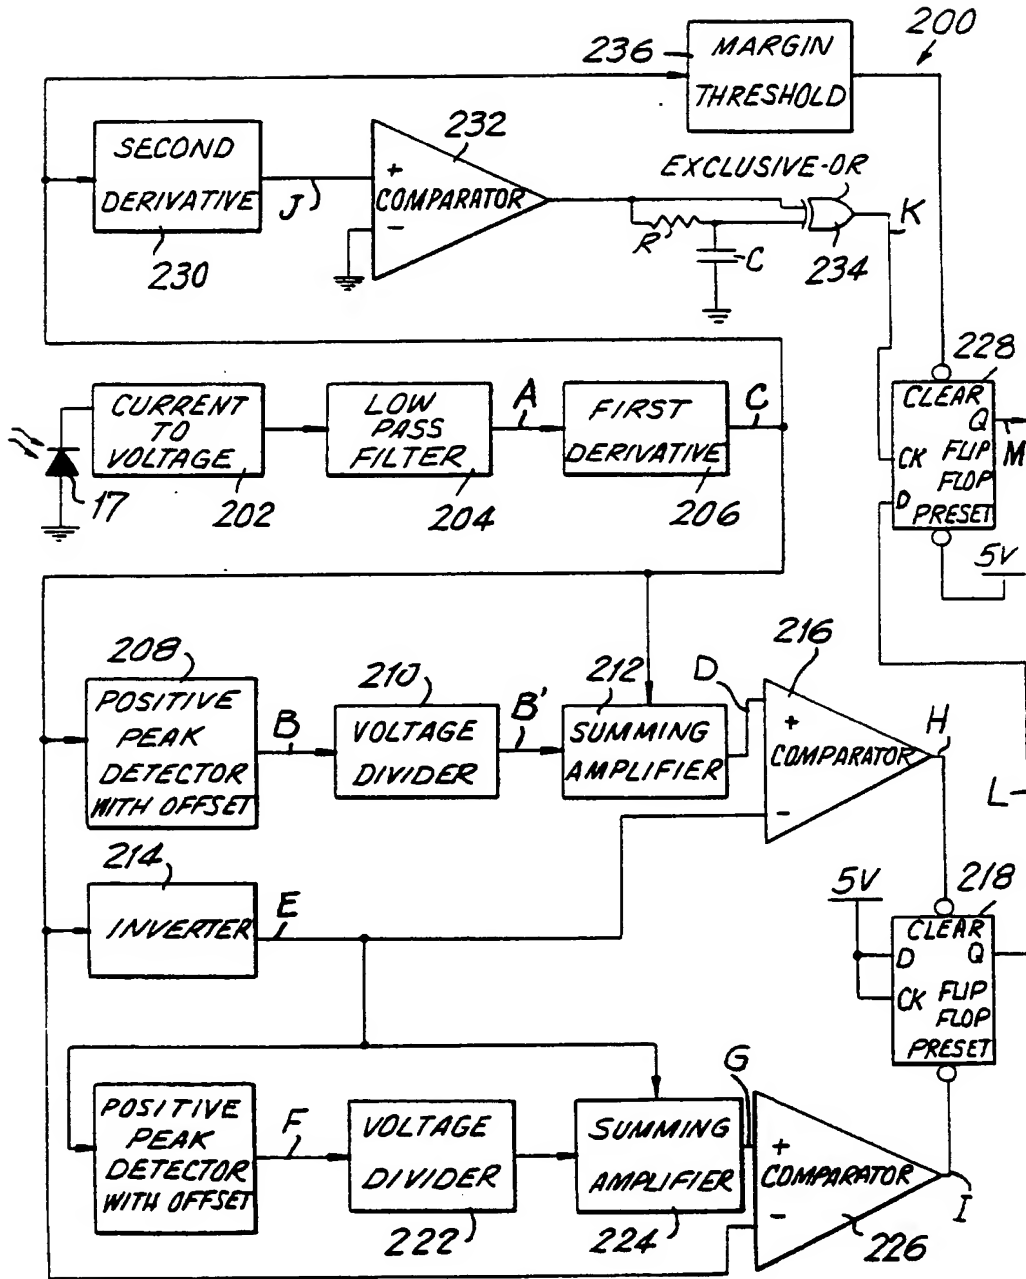 200
236
MARGIN
THRESHOLD
232
SECOND
DERIVATIVE
J
+
COMPARATOR
-
EXCLUSIVE-OR
K
R
C
234
230
228
CURRENT
TO
VOLTAGE
LOW
PASS
FILTER
A
FIRST
DERIVATIVE
C
CLEAR
Q
CK
FLIP
FLOP
D
PRESET
M
17
202
204
206
5V
208
POSITIVE
PEAK
DETECTOR
WITH OFFSET
B
210
VOLTAGE
DIVIDER
B'
212
SUMMING
AMPLIFIER
D
216
+
COMPARATOR
-
H
L
214
INVERTER
E
5V
218
CLEAR
D
Q
CK
FLIP
FLOP
PRESET
POSITIVE
PEAK
DETECTOR
WITH OFFSET
F
VOLTAGE
DIVIDER
222
SUMMING
AMPLIFIER
224
G
+
COMPARATOR
-
I
226